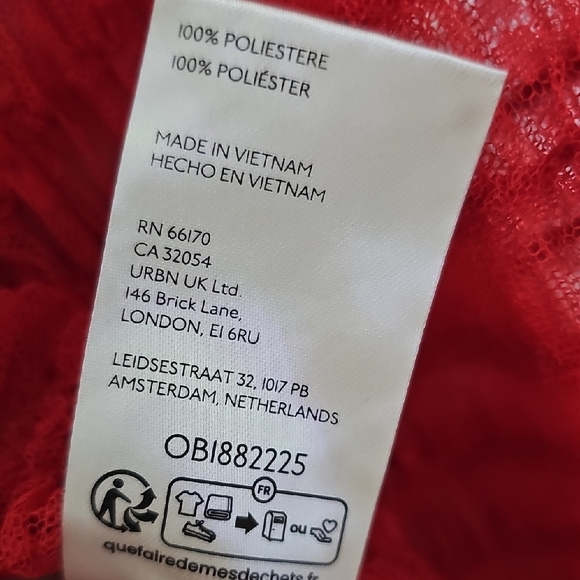 100% POLIESTERE
100% POLIÉSTER
MADE IN VIETNAM
HECHO EN VIETNAM
RN 66170
CA 32054
URBN UK Ltd.
146 Brick Lane,
LONDON, E1 6RU
LEIDSESTRAAT 32, 1017 PB
AMSTERDAM, NETHERLANDS
OB1882225
FR
ou
quefairedemesdechets.fr